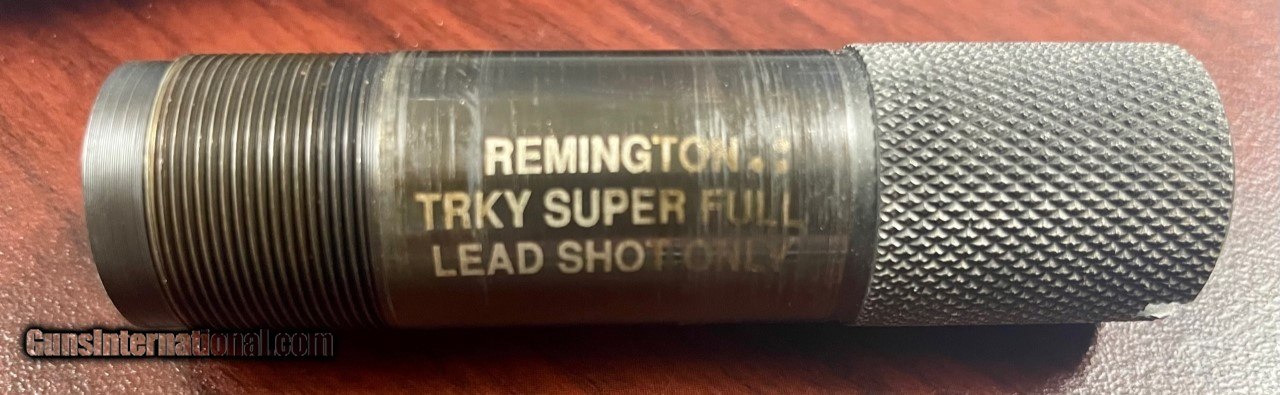 REMINGTON
TRKY SUPER FULL
LEAD SHOT ONLY
GunsInternational.com